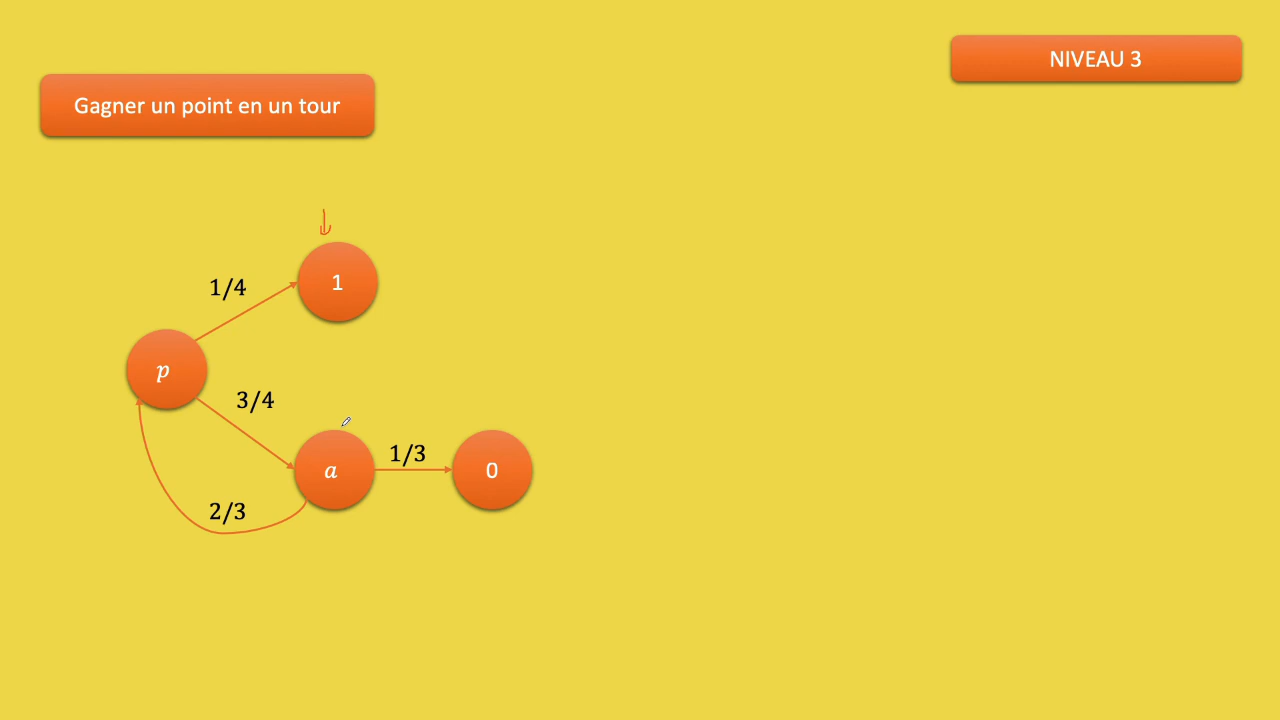 NIVEAU 3
Gagner un point en un tour
1
1/4
p
3/4
a
1/3
0
2/3